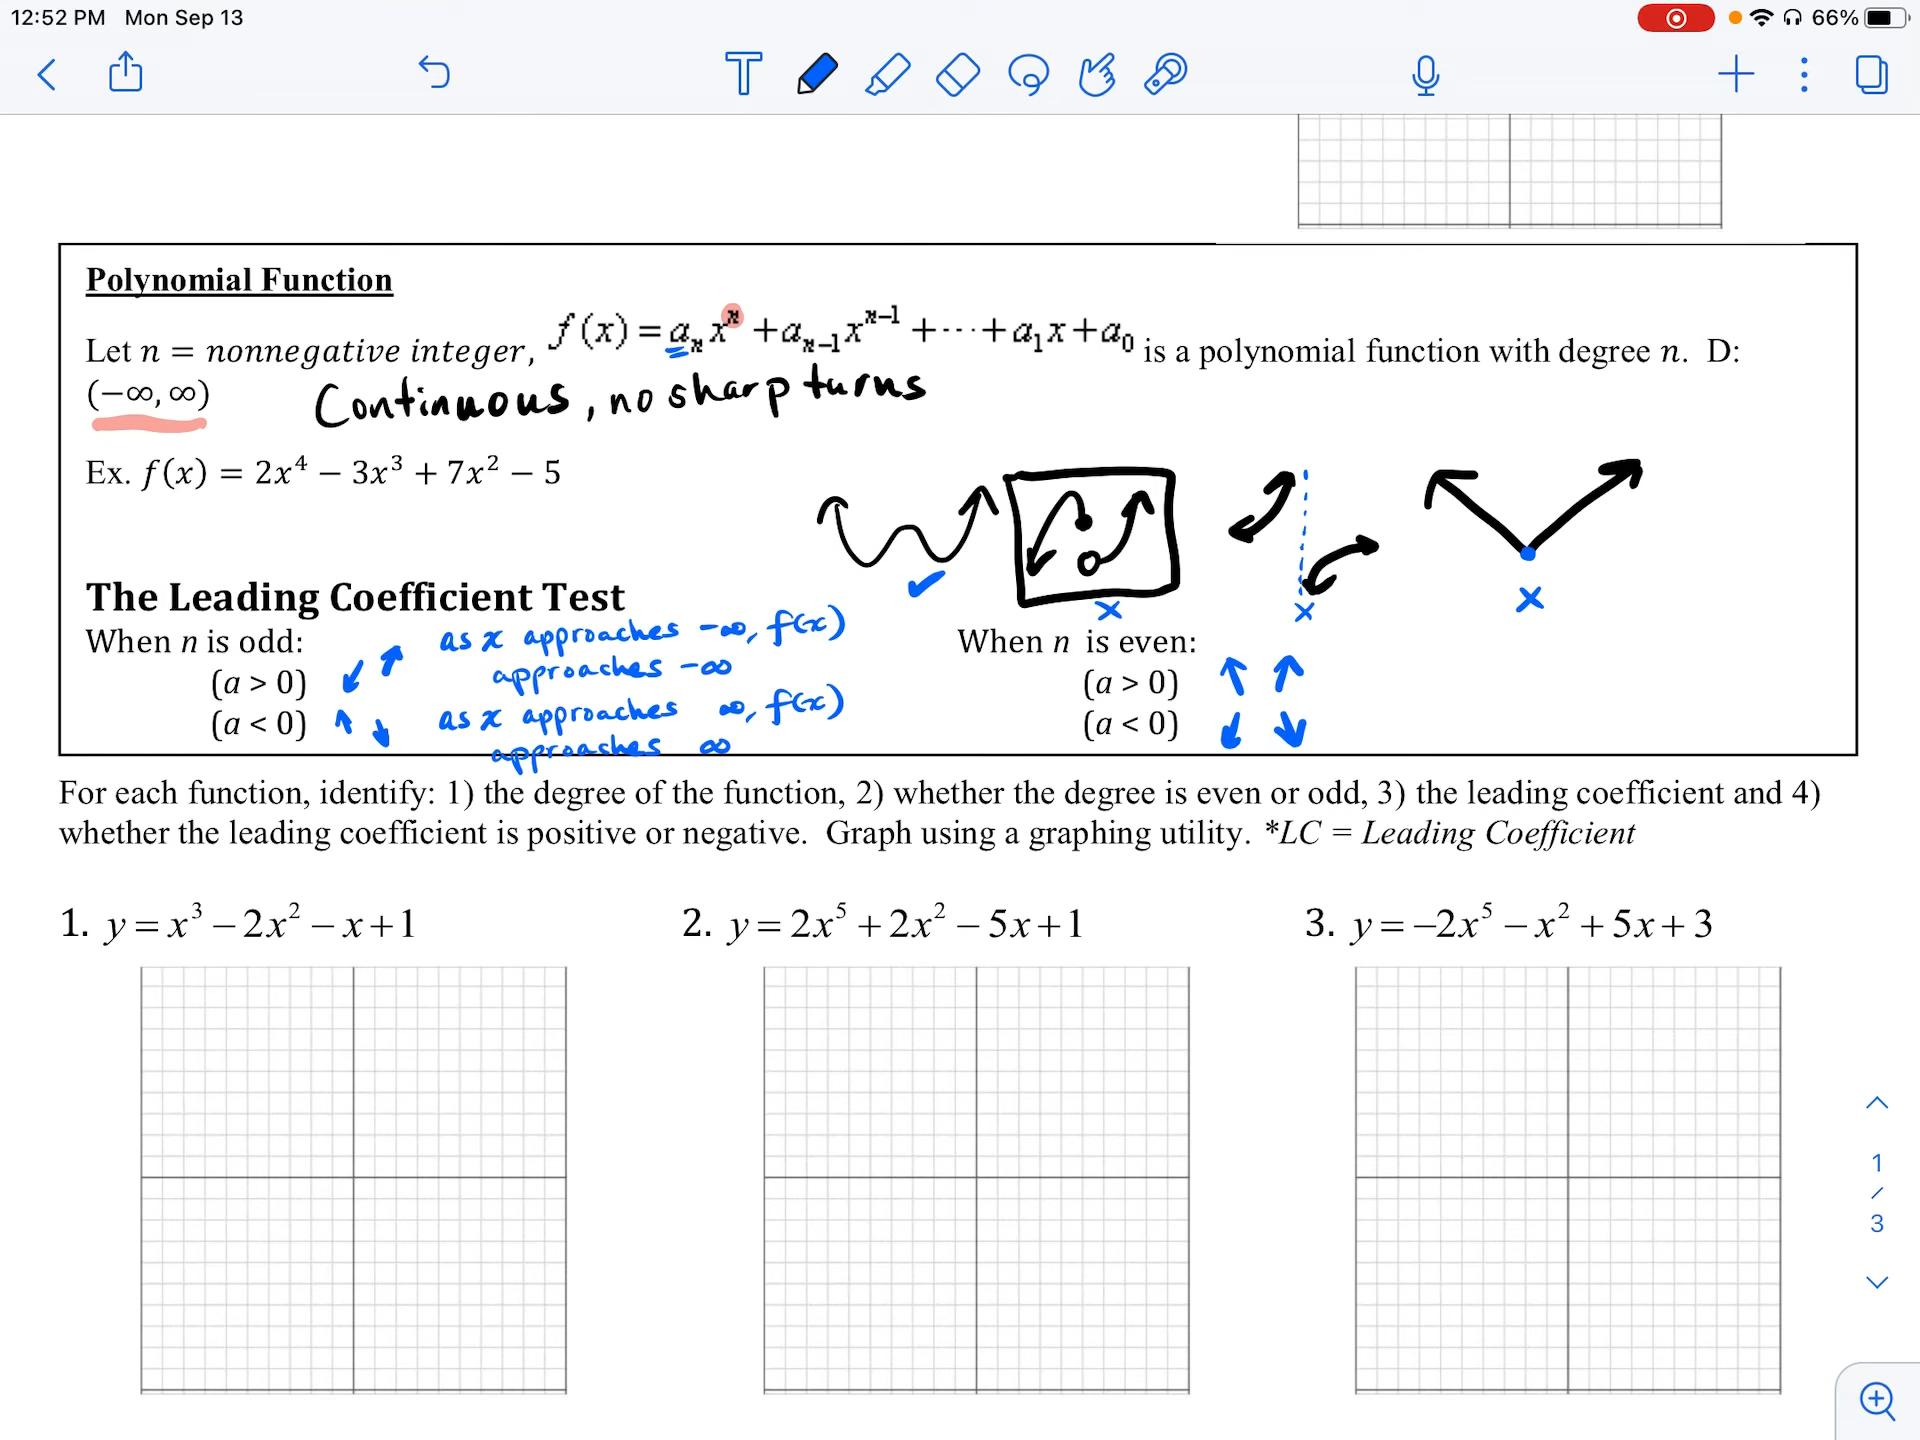 12:52 PM Mon Sep 13
66%
Polynomial Function
Let n = nonnegative integer, f(x) = aₙxⁿ + aₙ₋₁xⁿ⁻¹ + ··· + a₁x + a₀ is a polynomial function with degree n. D:
(−∞, ∞) Continuous, no sharp turns
Ex. f(x) = 2x⁴ − 3x³ + 7x² − 5
The Leading Coefficient Test
When n is odd:
(a > 0)
(a < 0)
as x approaches −∞, f(x)
approaches −∞
as x approaches ∞, f(x)
approaches ∞
When n is even:
(a > 0)
(a < 0)
For each function, identify: 1) the degree of the function, 2) whether the degree is even or odd, 3) the leading coefficient and 4)
whether the leading coefficient is positive or negative. Graph using a graphing utility. *LC = Leading Coefficient
1. y = x³ − 2x² − x + 1
2. y = 2x⁵ + 2x² − 5x + 1
3. y = −2x⁵ − x² + 5x + 3
1
/
3